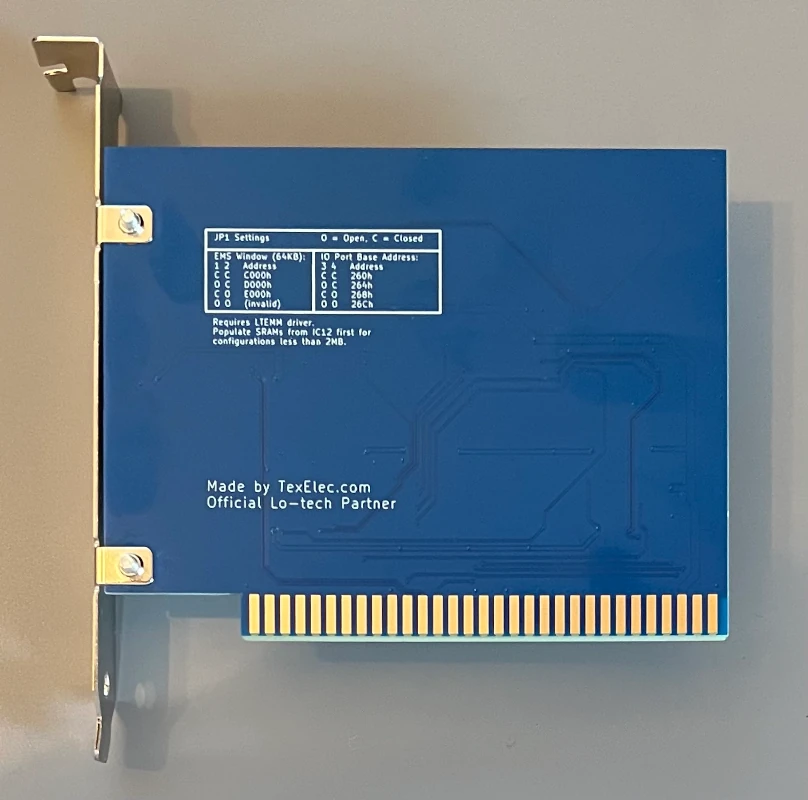 JP1 Settings O = Open, C = Closed
EMS Window (64KB): IO Port Base Address:
1 2 Address 3 4 Address
C C C000h C C 260h
O C D000h O C 264h
C O E000h C O 268h
O O (invalid) O O 26Ch
Requires LTEMM driver.
Populate SRAMs from IC12 first for
configurations less than 2MB.
Made by TexElec.com
Official Lo-tech Partner